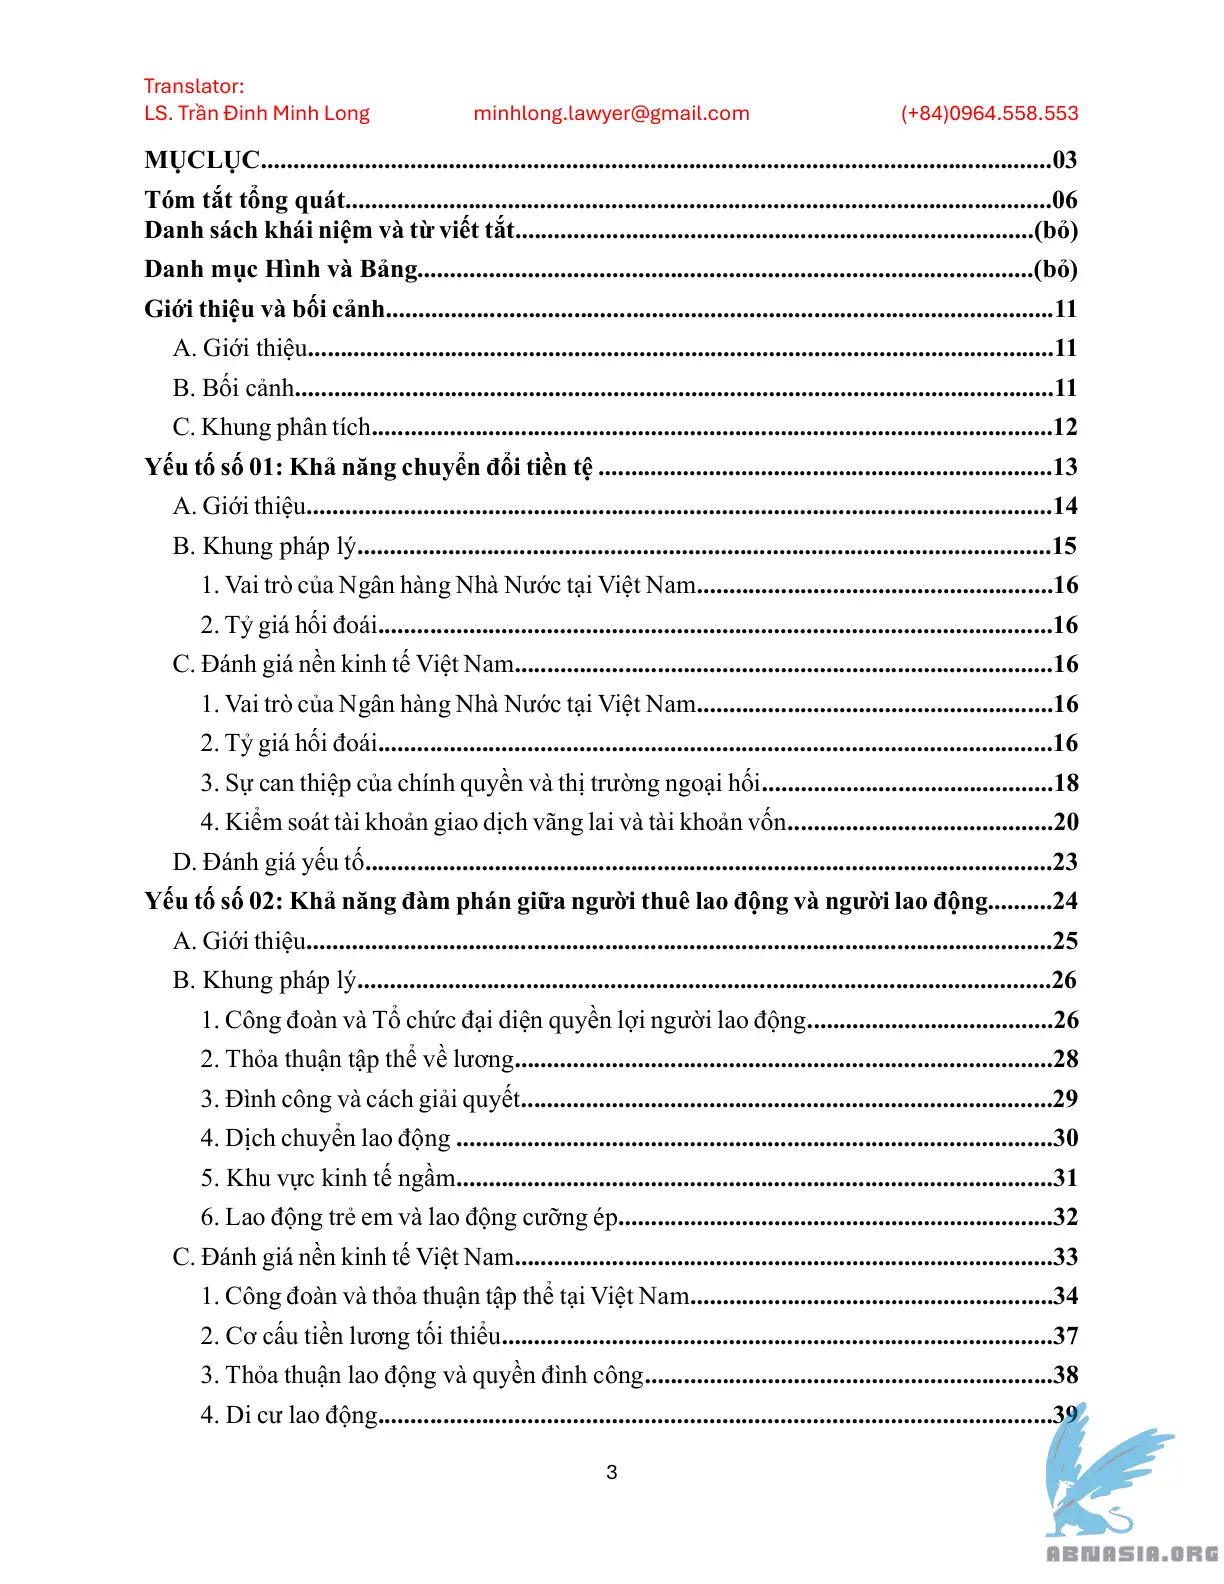 Translator:
LS. Trần Đinh Minh Long minhlong.lawyer@gmail.com (+84)0964.558.553
MỤCLỤC..........03
Tóm tắt tổng quát..........06
Danh sách khái niệm và từ viết tắt..........(bỏ)
Danh mục Hình và Bảng..........(bỏ)
Giới thiệu và bối cảnh..........11
A. Giới thiệu..........11
B. Bối cảnh..........11
C. Khung phân tích..........12
Yếu tố số 01: Khả năng chuyển đổi tiền tệ ..........13
A. Giới thiệu..........14
B. Khung pháp lý..........15
1. Vai trò của Ngân hàng Nhà Nước tại Việt Nam..........16
2. Tỷ giá hối đoái..........16
C. Đánh giá nền kinh tế Việt Nam..........16
1. Vai trò của Ngân hàng Nhà Nước tại Việt Nam..........16
2. Tỷ giá hối đoái..........16
3. Sự can thiệp của chính quyền và thị trường ngoại hối..........18
4. Kiểm soát tài khoản giao dịch vãng lai và tài khoản vốn..........20
D. Đánh giá yếu tố..........23
Yếu tố số 02: Khả năng đàm phán giữa người thuê lao động và người lao động..........24
A. Giới thiệu..........25
B. Khung pháp lý..........26
1. Công đoàn và Tổ chức đại diện quyền lợi người lao động..........26
2. Thỏa thuận tập thể về lương..........28
3. Đình công và cách giải quyết..........29
4. Dịch chuyển lao động ..........30
5. Khu vực kinh tế ngầm..........31
6. Lao động trẻ em và lao động cưỡng ép..........32
C. Đánh giá nền kinh tế Việt Nam..........33
1. Công đoàn và thỏa thuận tập thể tại Việt Nam..........34
2. Cơ cấu tiền lương tối thiểu..........37
3. Thỏa thuận lao động và quyền đình công..........38
4. Di cư lao động..........39
3
ABNASIA.ORG